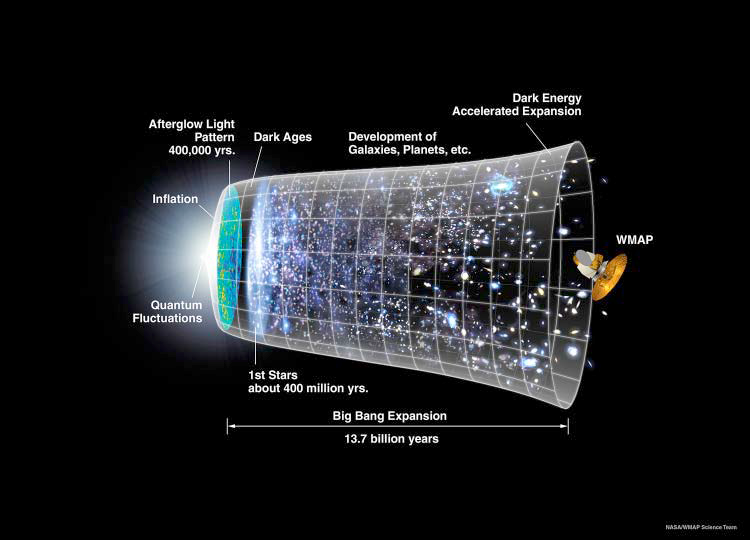 Dark Energy
Accelerated Expansion
Afterglow Light
Pattern
400,000 yrs.
Dark Ages
Development of
Galaxies, Planets, etc.
Inflation
WMAP
Quantum
Fluctuations
1st Stars
about 400 million yrs.
Big Bang Expansion
13.7 billion years
NASA/WMAP Science Team